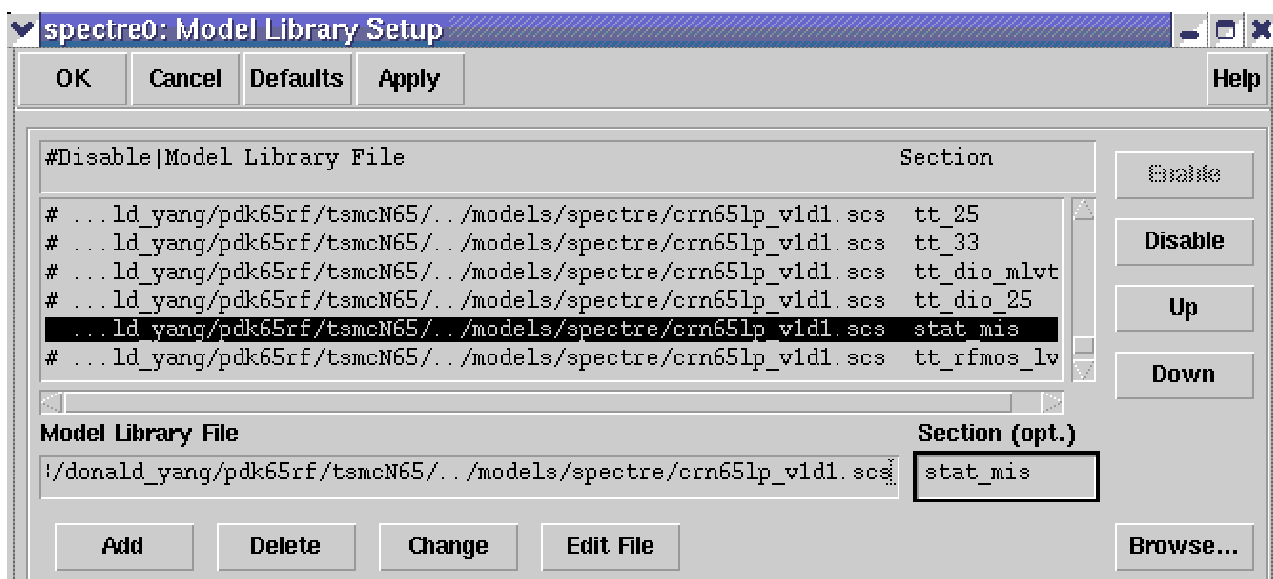 spectre0: Model Library Setup
OK Cancel Defaults Apply Help
#Disable|Model Library File Section
Enable
# ...ld_yang/pdk65rf/tsmcN65/../models/spectre/crn65lp_v1d1.scs tt_25
# ...ld_yang/pdk65rf/tsmcN65/../models/spectre/crn65lp_v1d1.scs tt_33
Disable
# ...ld_yang/pdk65rf/tsmcN65/../models/spectre/crn65lp_v1d1.scs tt_dio_mlvt
# ...ld_yang/pdk65rf/tsmcN65/../models/spectre/crn65lp_v1d1.scs tt_dio_25
Up
...ld_yang/pdk65rf/tsmcN65/../models/spectre/crn65lp_v1d1.scs stat_mis
# ...ld_yang/pdk65rf/tsmcN65/../models/spectre/crn65lp_v1d1.scs tt_rfmos_lv
Down
Model Library File Section (opt.)
/donald_yang/pdk65rf/tsmcN65/../models/spectre/crn65lp_v1d1.scs stat_mis
Add Delete Change Edit File Browse...